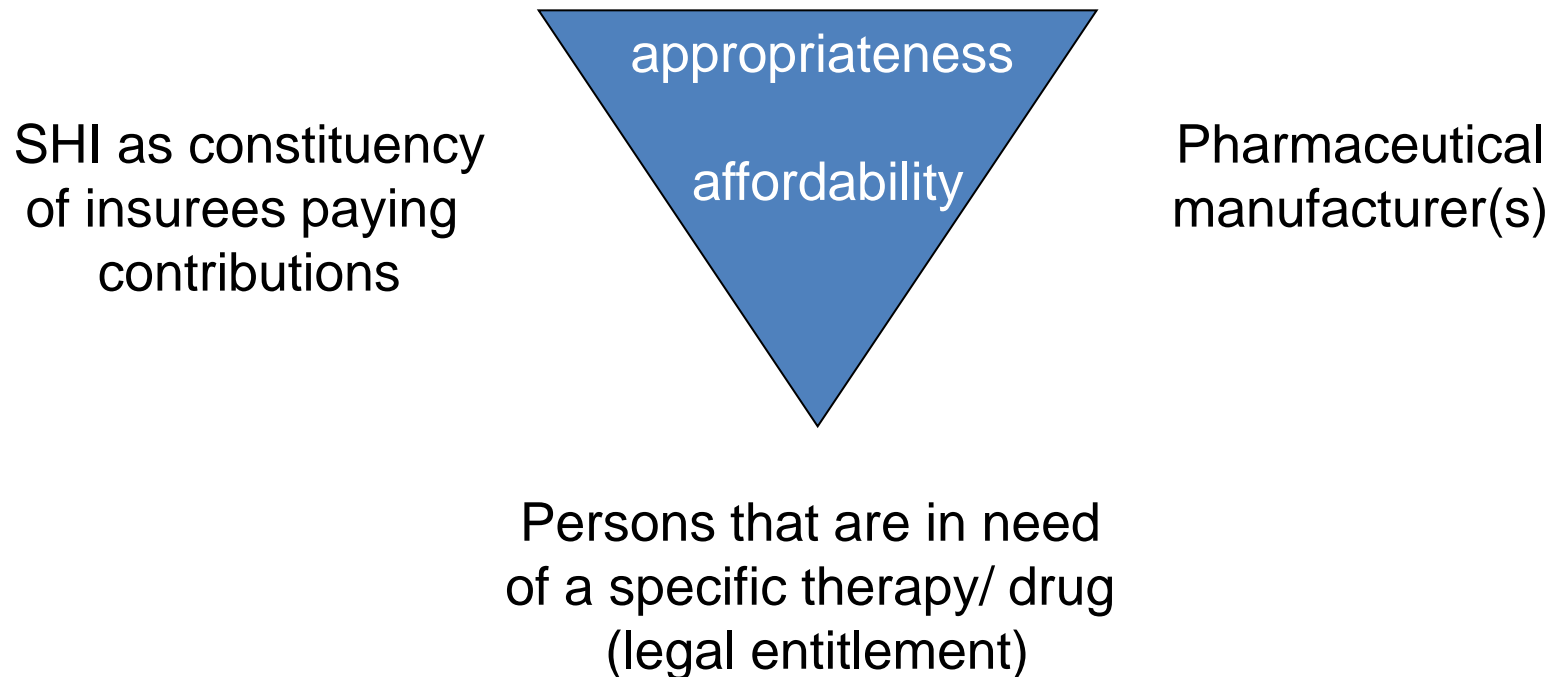 appropriateness
affordability
SHI as constituency
of insurees paying
contributions
Pharmaceutical
manufacturer(s)
Persons that are in need
of a specific therapy/ drug
(legal entitlement)